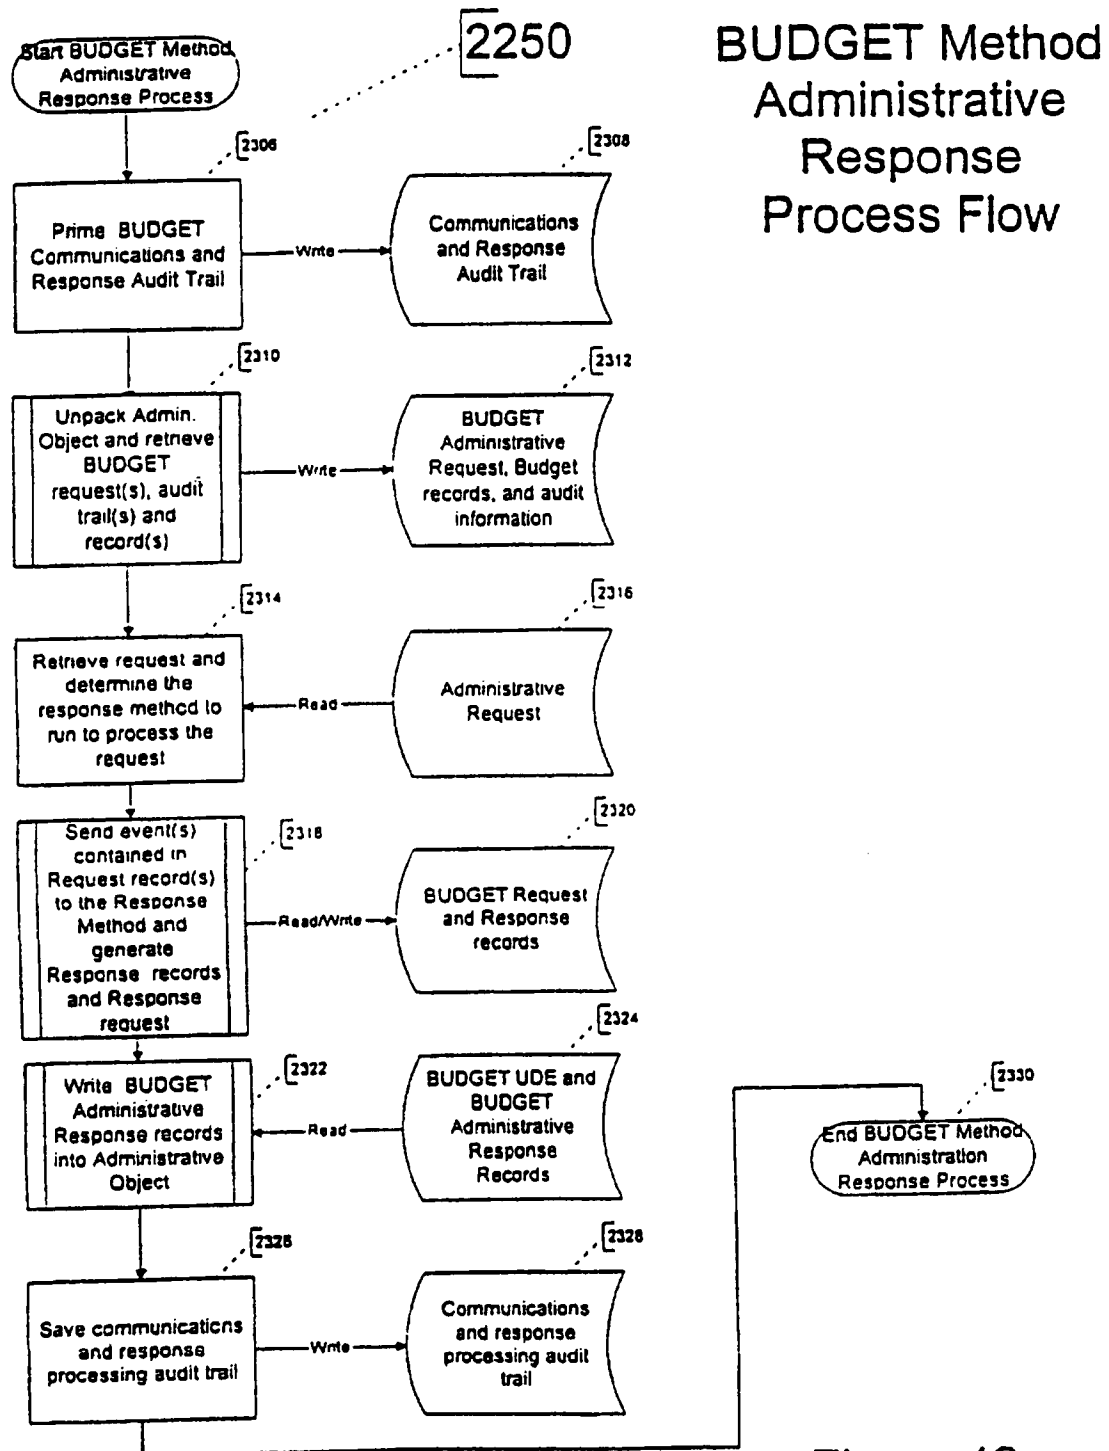 2250
BUDGET Method
Administrative
Response
Process Flow
Start BUDGET Method
Administrative
Response Process
2306
Prime BUDGET
Communications and
Response Audit Trail
Write
2308
Communications
and Response
Audit Trail
2310
Unpack Admin.
Object and retrieve
BUDGET
request(s), audit
trail(s) and
record(s)
Write
2312
BUDGET
Administrative
Request, Budget
records, and audit
information
2314
Retrieve request and
determine the
response method to
run to process the
request
Read
2316
Administrative
Request
2318
Send event(s)
contained in
Request record(s)
to the Response
Method and
generate
Response records
and Response
request
Read/Write
2320
BUDGET Request
and Response
records
2322
Write BUDGET
Administrative
Response records
into Administrative
Object
Read
2324
BUDGET UDE and
BUDGET
Administrative
Response
Records
2326
Save communications
and response
processing audit trail
Write
2328
Communications
and response
processing audit
trail
2330
End BUDGET Method
Administration
Response Process